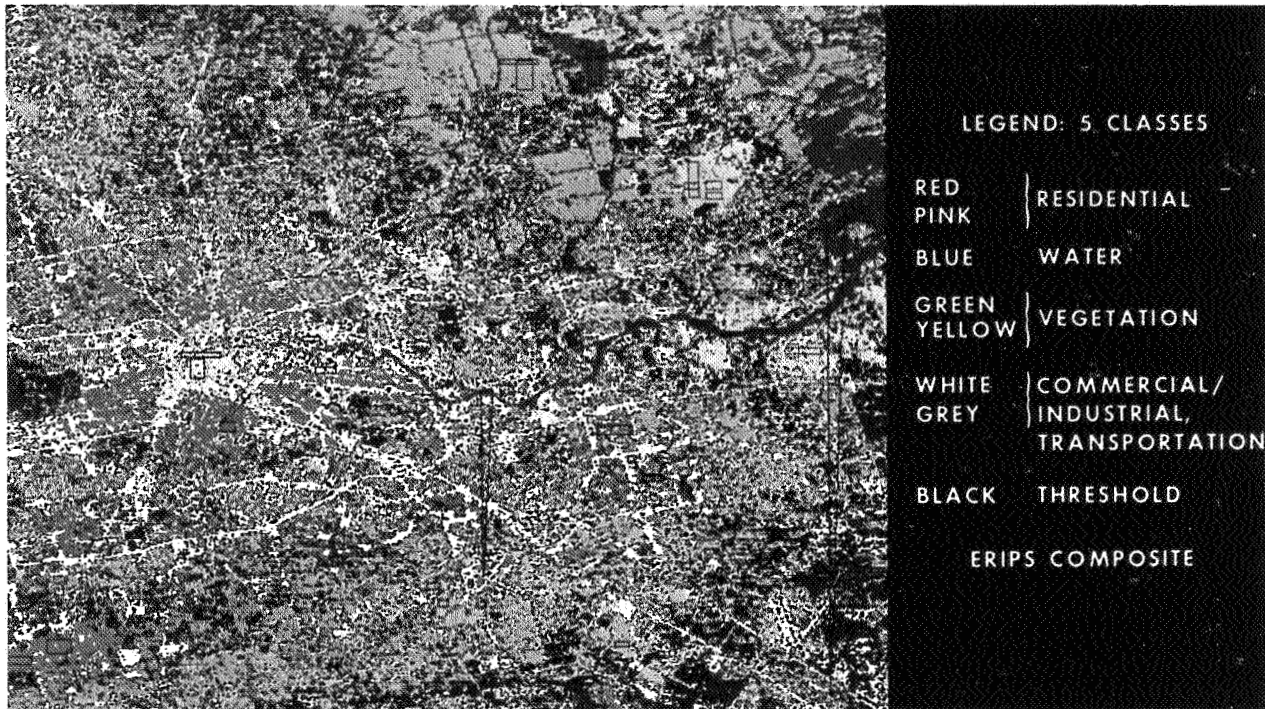 LEGEND: 5 CLASSES
RED
PINK
RESIDENTIAL
BLUE WATER
GREEN
YELLOW
VEGETATION
WHITE
GREY
COMMERCIAL/
INDUSTRIAL,
TRANSPORTATION
BLACK THRESHOLD
ERIPS COMPOSITE